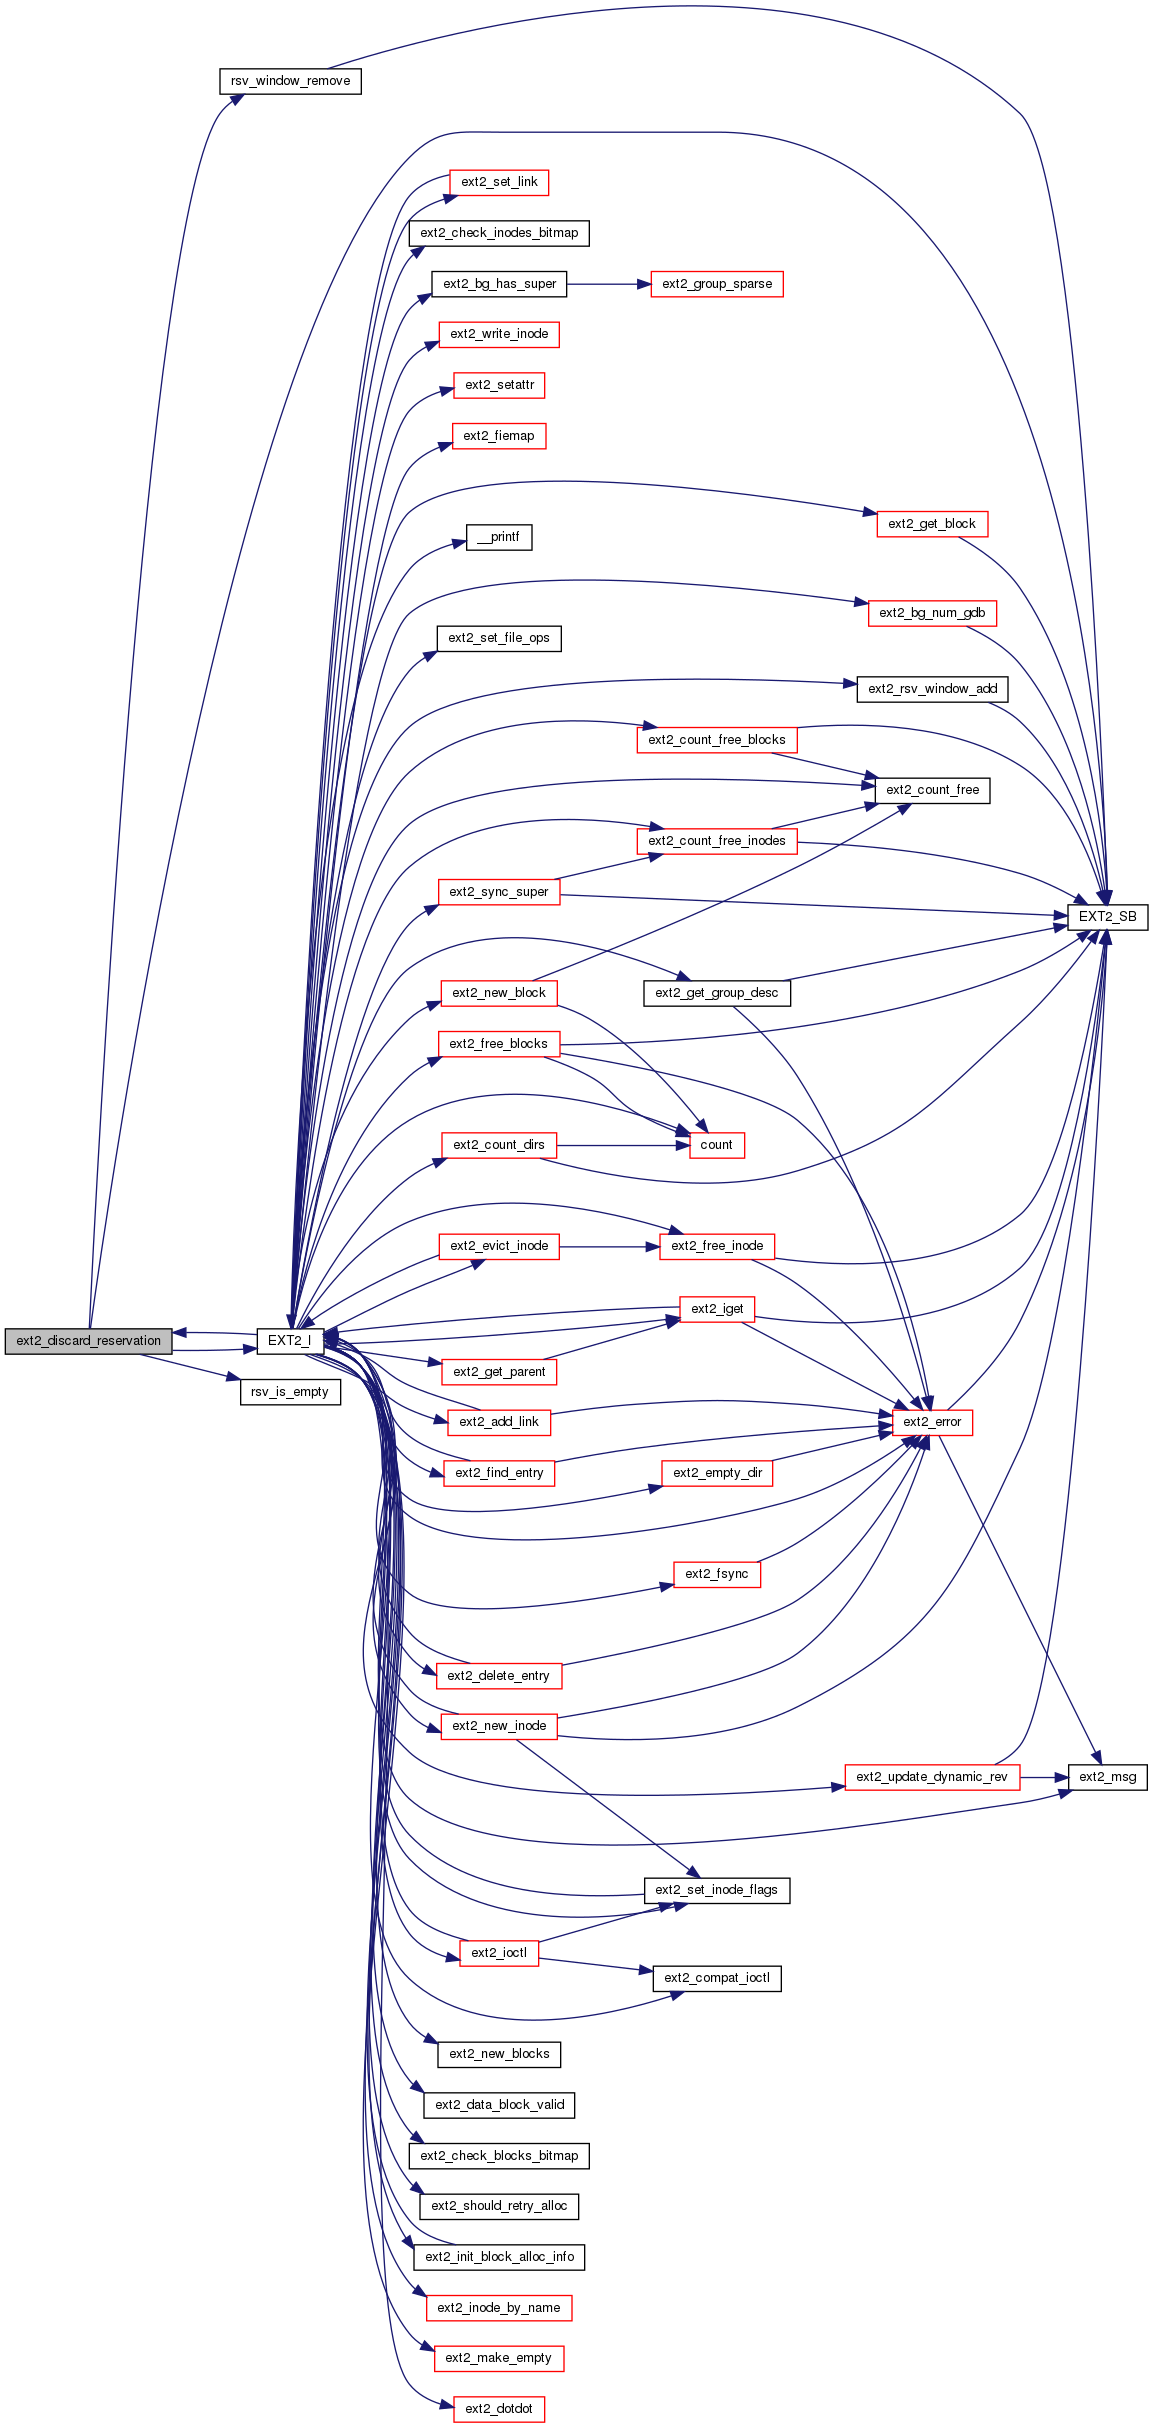 rsv_window_remove
ext2_set_link
ext2_check_inodes_bitmap
ext2_bg_has_super
ext2_group_sparse
ext2_write_inode
ext2_setattr
ext2_fiemap
ext2_get_block
__printf
ext2_bg_num_gdb
ext2_set_file_ops
ext2_rsv_window_add
ext2_count_free_blocks
ext2_count_free
ext2_count_free_inodes
ext2_sync_super
EXT2_SB
ext2_new_block
ext2_get_group_desc
ext2_free_blocks
ext2_count_dirs
count
ext2_evict_inode
ext2_free_inode
ext2_iget
ext2_discard_reservation
EXT2_I
ext2_get_parent
rsv_is_empty
ext2_add_link
ext2_error
ext2_find_entry
ext2_empty_dir
ext2_fsync
ext2_delete_entry
ext2_new_inode
ext2_update_dynamic_rev
ext2_msg
ext2_set_inode_flags
ext2_ioctl
ext2_compat_ioctl
ext2_new_blocks
ext2_data_block_valid
ext2_check_blocks_bitmap
ext2_should_retry_alloc
ext2_init_block_alloc_info
ext2_inode_by_name
ext2_make_empty
ext2_dotdot